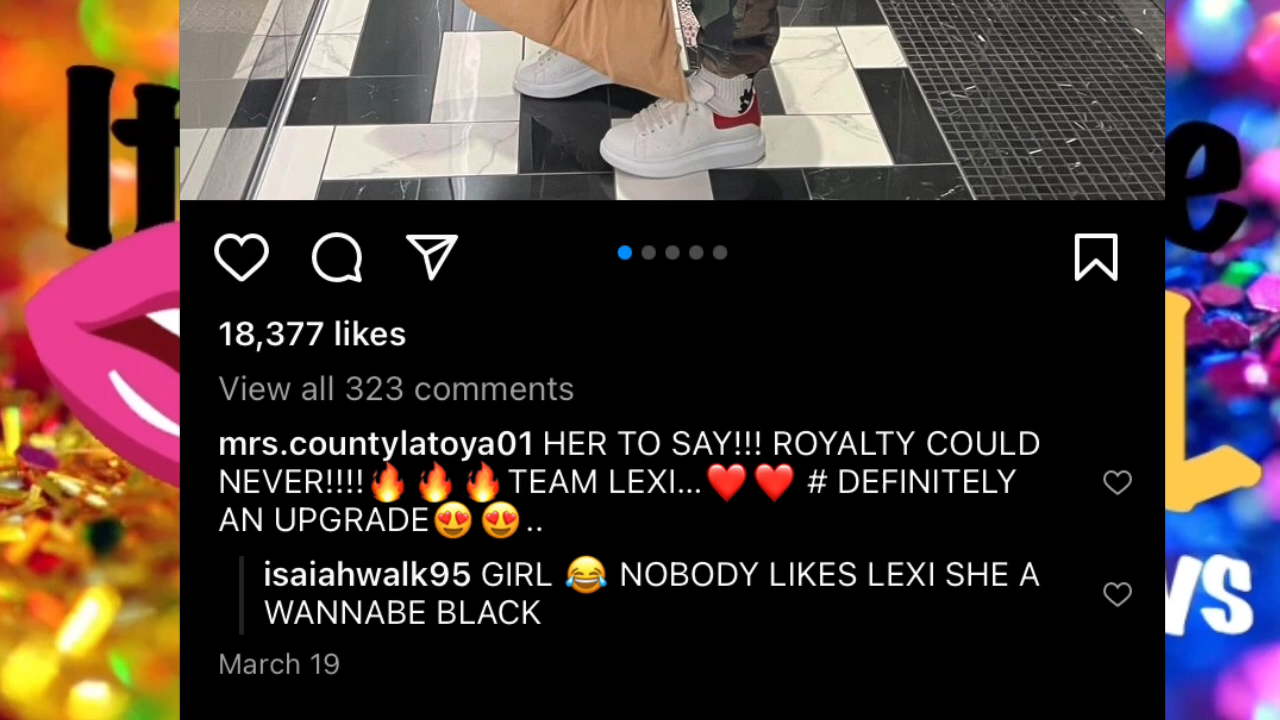 18,377 likes
View all 323 comments
mrs.countylatoya01 HER TO SAY!!! ROYALTY COULD
NEVER!!!!🔥🔥🔥TEAM LEXI...❤️❤️ # DEFINITELY
AN UPGRADE😍😍..
isaiahwalk95 GIRL 😂 NOBODY LIKES LEXI SHE A
WANNABE BLACK
March 19